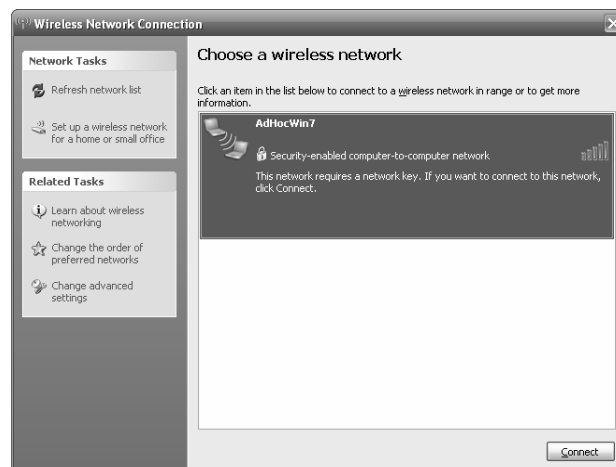 Wireless Network Connection
Network Tasks
Refresh network list
Set up a wireless network
for a home or small office
Related Tasks
Learn about wireless
networking
Change the order of
preferred networks
Change advanced
settings
Choose a wireless network
Click an item in the list below to connect to a wireless network in range or to get more
information.
AdHocWin7
Security-enabled computer-to-computer network
This network requires a network key. If you want to connect to this network,
click Connect.
Connect